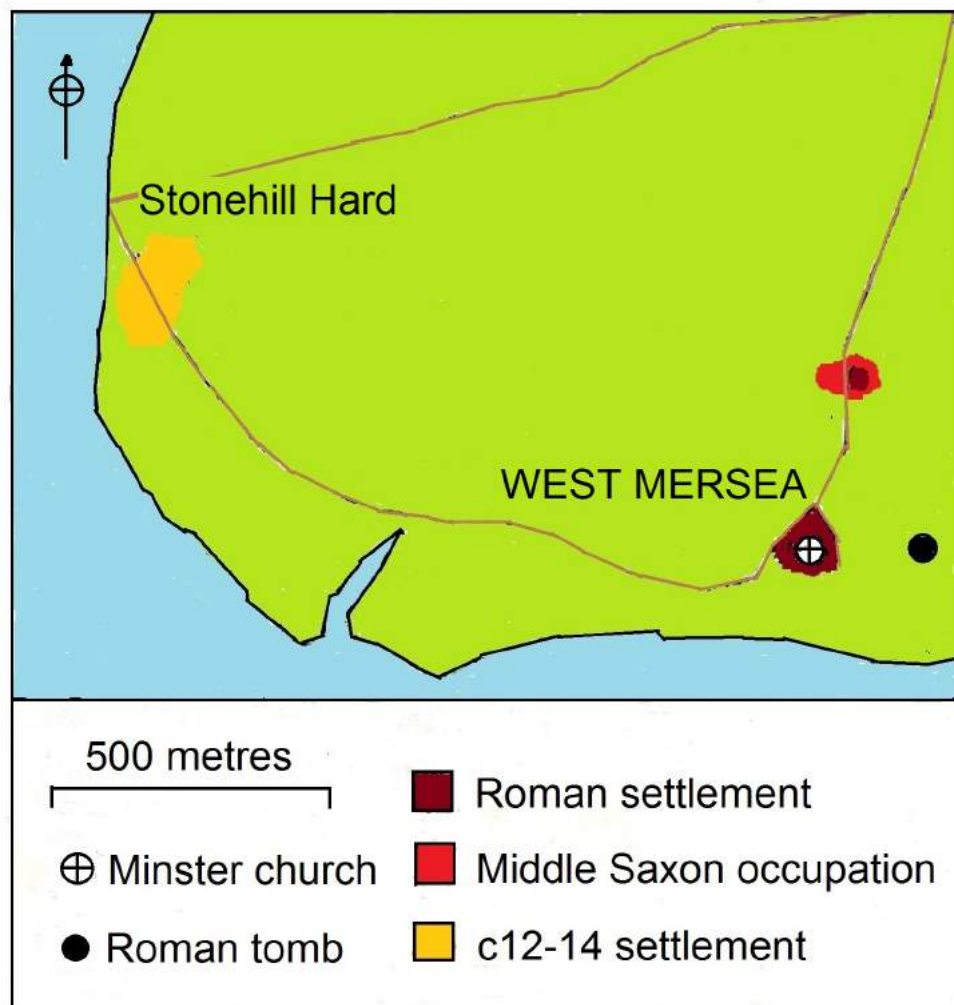 Stonehill Hard
WEST MERSEA
500 metres
Minster church
Roman tomb
Roman settlement
Middle Saxon occupation
c12-14 settlement